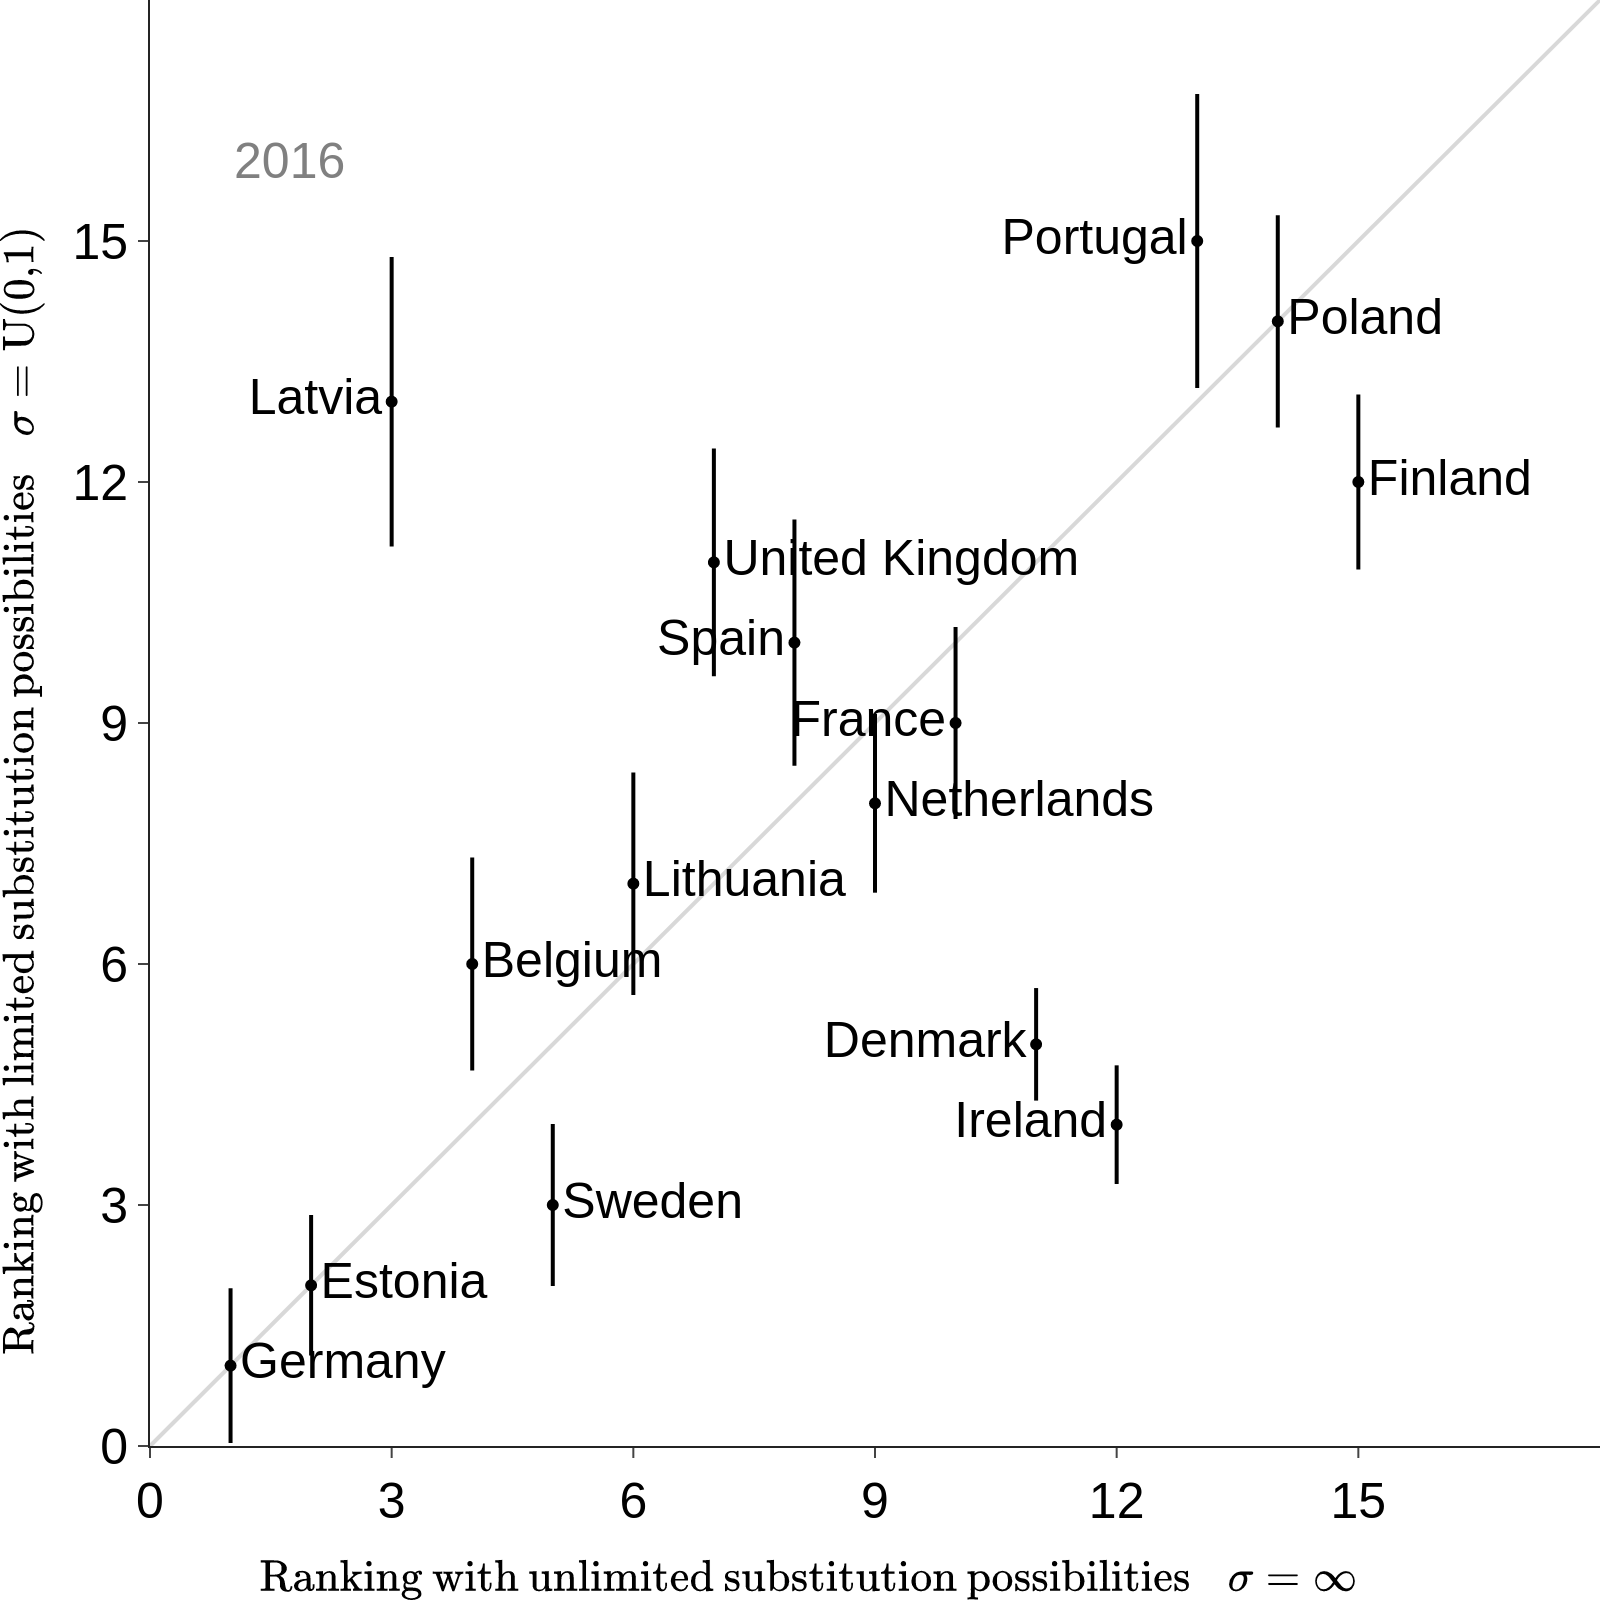 2016
Ranking with limited substitution possibilities σ = U(0,1)
15
12
9
6
3
0
Portugal
Poland
Latvia
Finland
United Kingdom
Spain
France
Netherlands
Lithuania
Belgium
Denmark
Ireland
Sweden
Estonia
Germany
0 3 6 9 12 15
Ranking with unlimited substitution possibilities σ = ∞